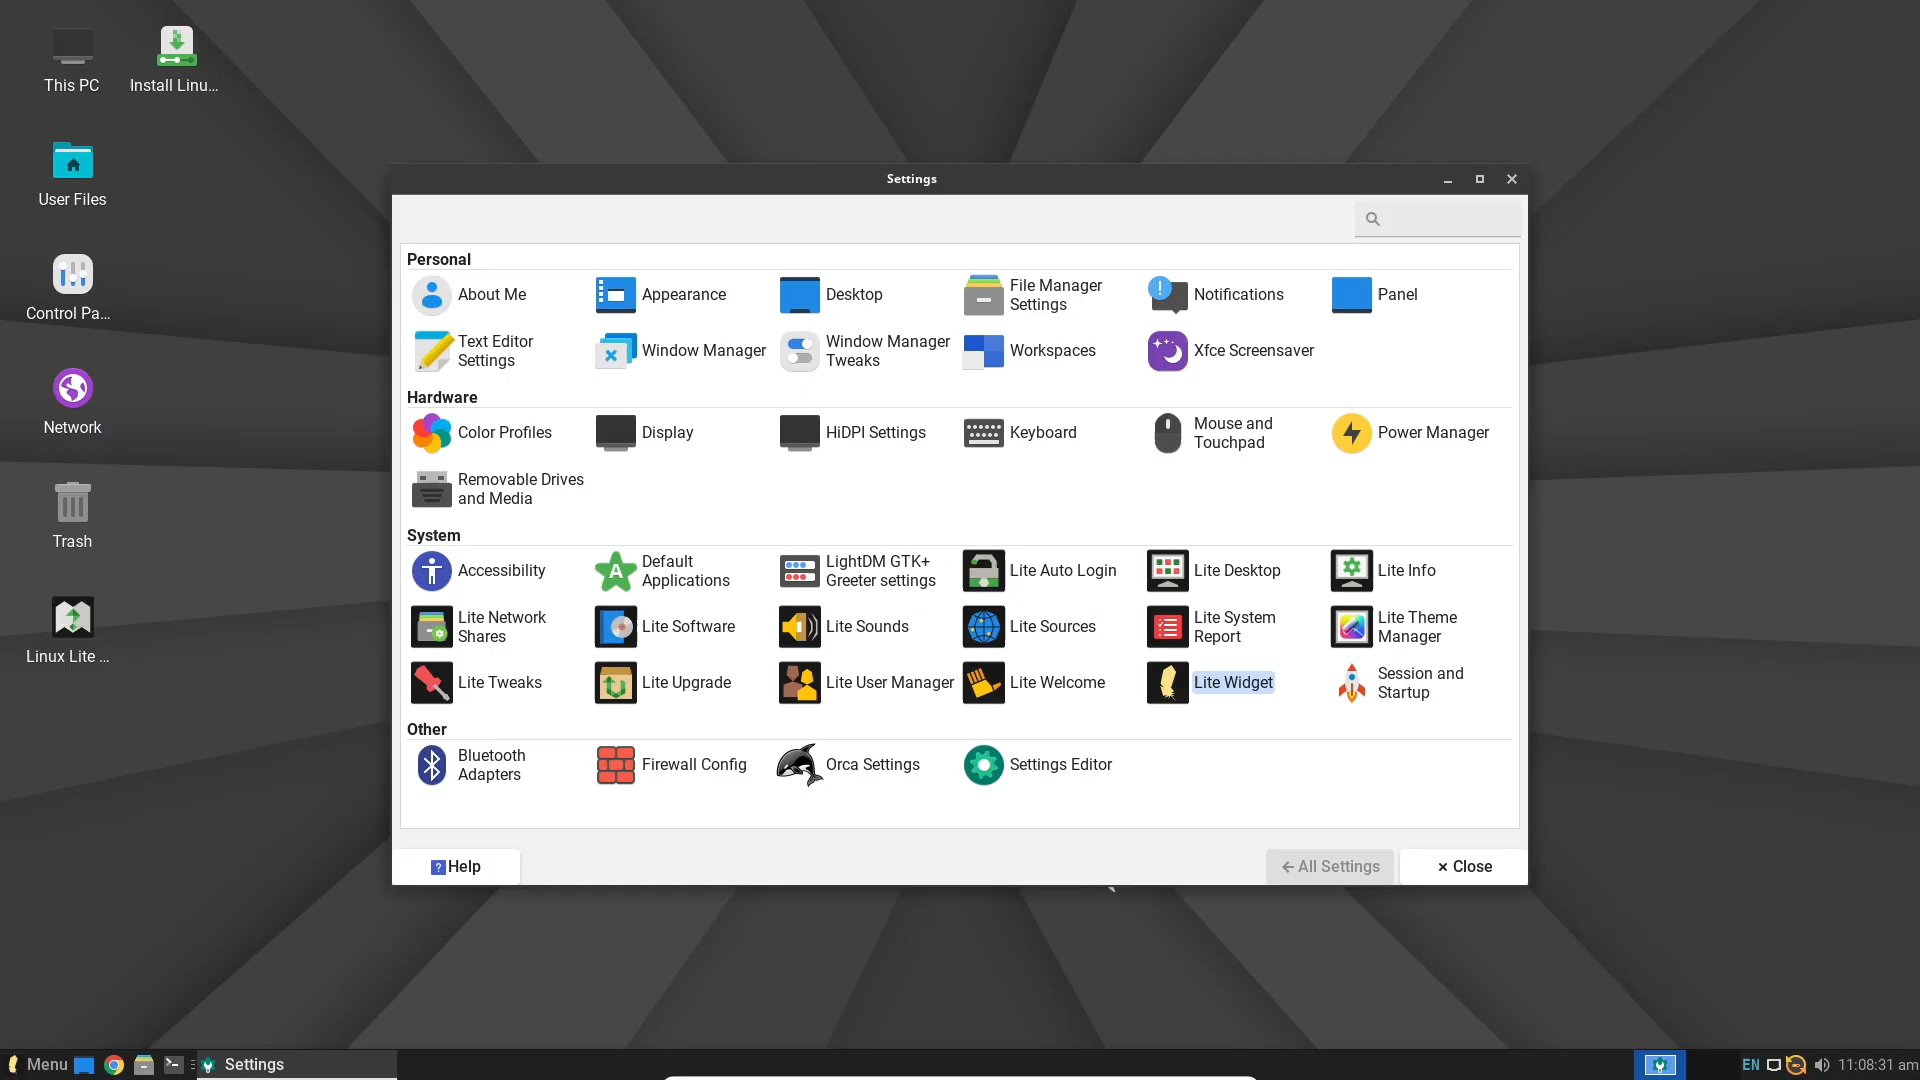 This PC
Install Linu...
User Files
Control Pa...
Network
Trash
Linux Lite ...
Settings
Personal
About Me
Appearance
Desktop
File Manager
Settings
Notifications
Panel
Text Editor
Settings
Window Manager
Window Manager
Tweaks
Workspaces
Xfce Screensaver
Hardware
Color Profiles
Display
HiDPI Settings
Keyboard
Mouse and
Touchpad
Power Manager
Removable Drives
and Media
System
Accessibility
Default
Applications
LightDM GTK+
Greeter settings
Lite Auto Login
Lite Desktop
Lite Info
Lite Network
Shares
Lite Software
Lite Sounds
Lite Sources
Lite System
Report
Lite Theme
Manager
Lite Tweaks
Lite Upgrade
Lite User Manager
Lite Welcome
Lite Widget
Session and
Startup
Other
Bluetooth
Adapters
Firewall Config
Orca Settings
Settings Editor
Help
All Settings
Close
Menu
Settings
EN
11:08:31 am